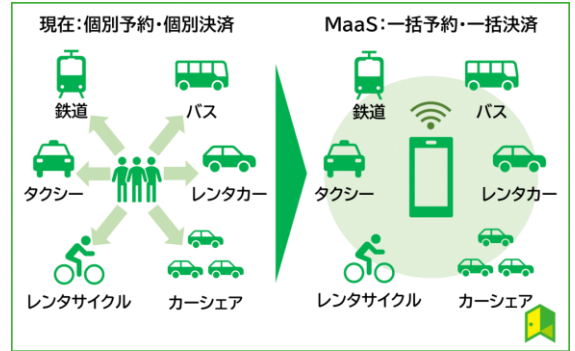 現在:個別予約・個別決済
鉄道
バス
タクシー
レンタカー
レンタサイクル
カーシェア
MaaS:一括予約・一括決済
鉄道
バス
タクシー
レンタカー
レンタサイクル
カーシェア